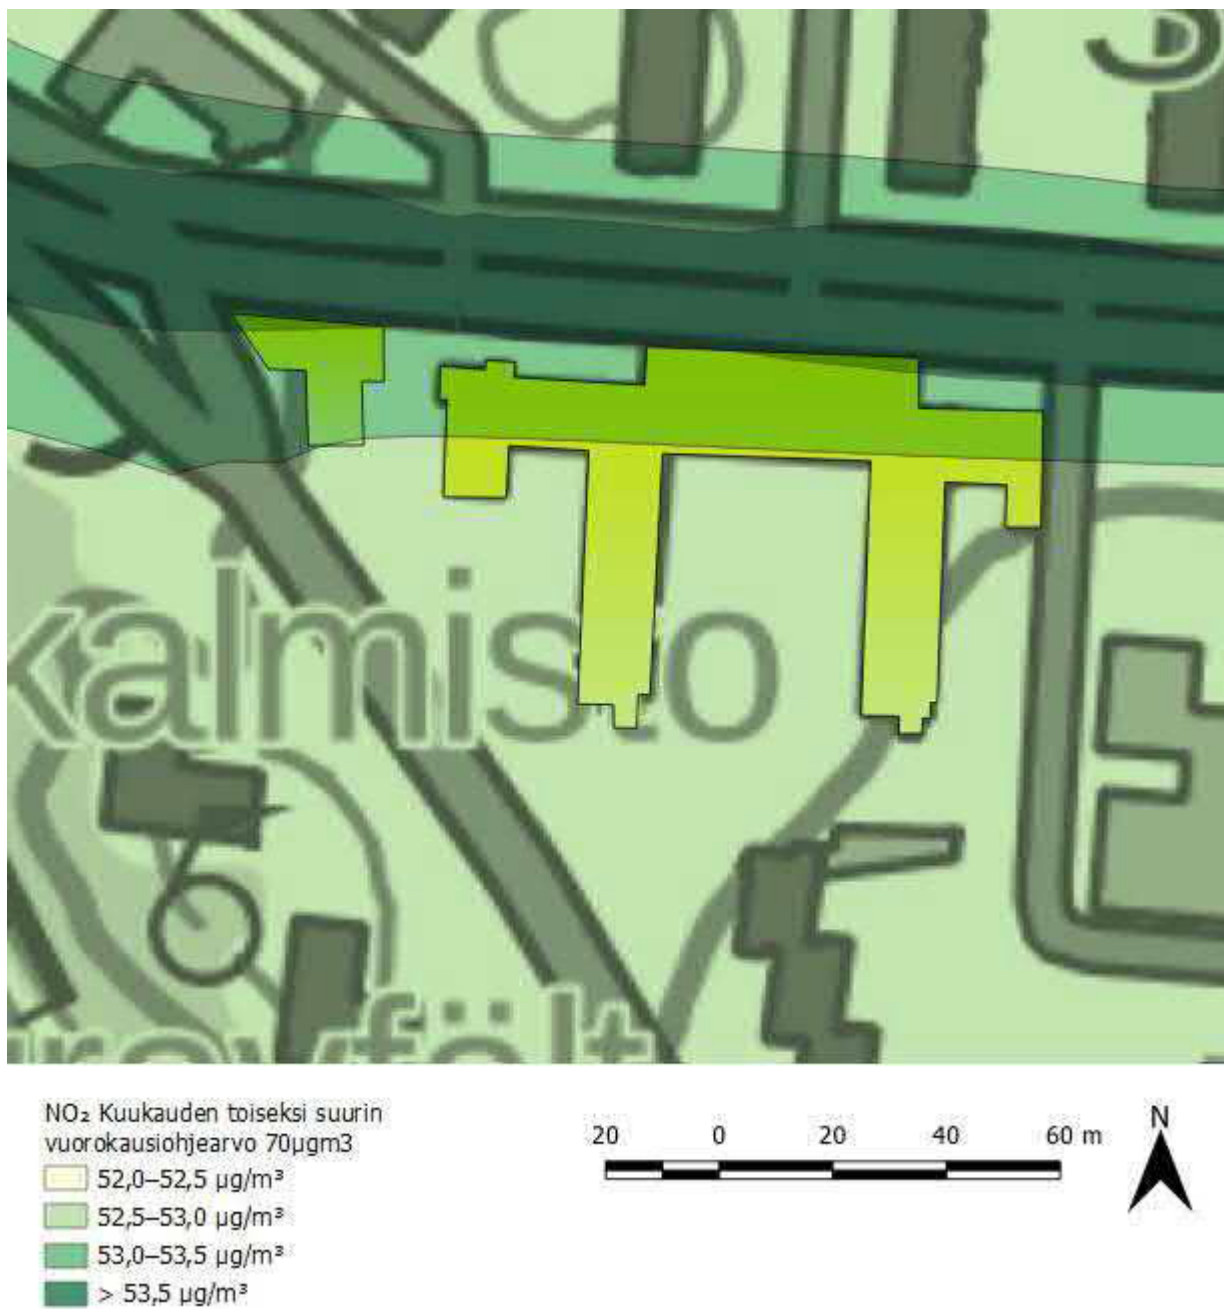 kalmisto
NO₂ Kuukauden toiseksi suurin
vuorokausiohjearvo 70µgm3
52,0–52,5 µg/m³
52,5–53,0 µg/m³
53,0–53,5 µg/m³
> 53,5 µg/m³
20 0 20 40 60 m
N